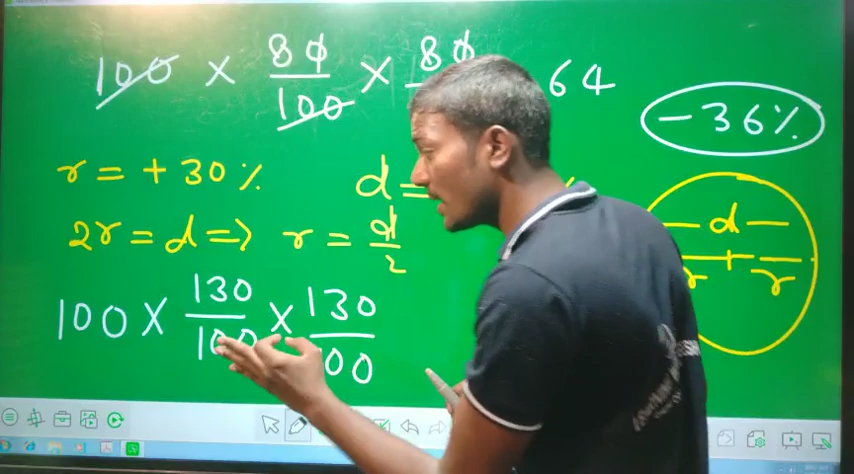 100 × 80/100 × 80 64
-36%
r = + 30 %
d =
2r = d ⇒ r = d/2
d
r r
100 × 130/100 × 130/100